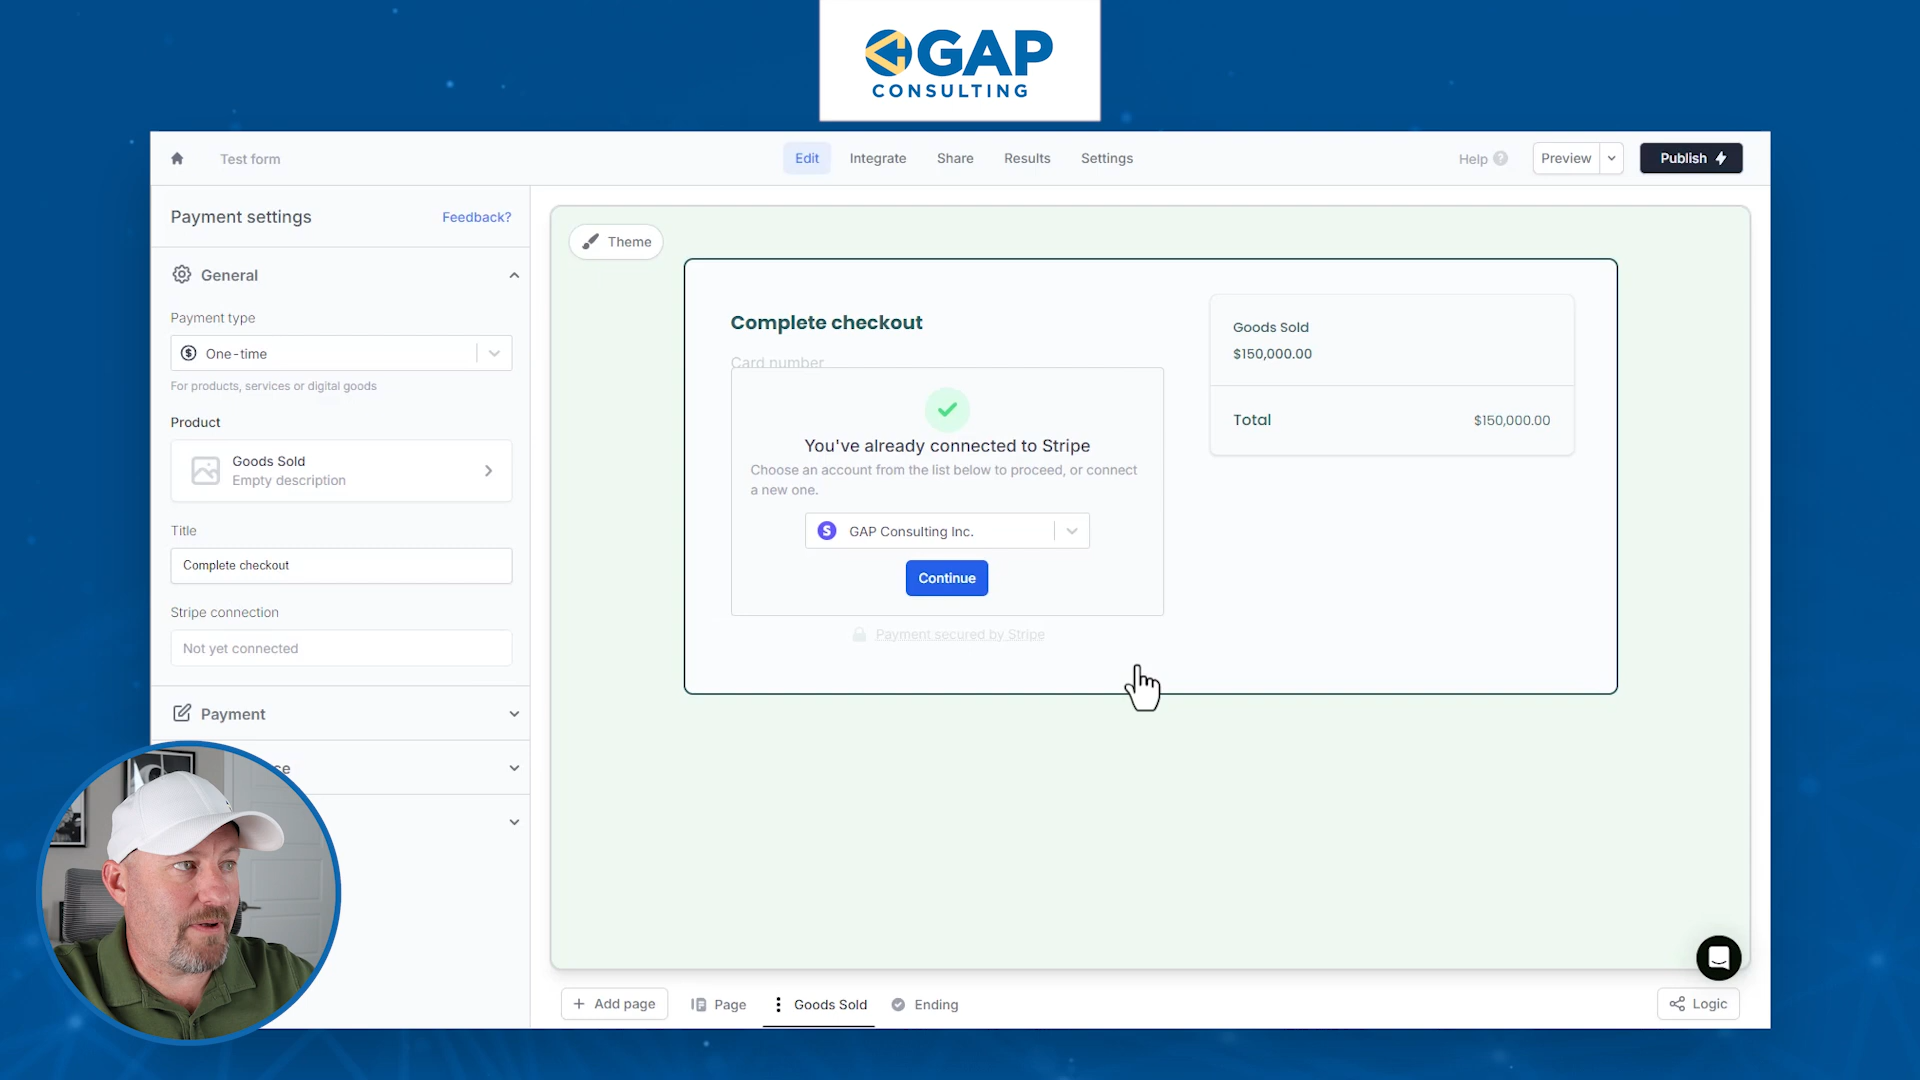 GAP
CONSULTING
Test form
Edit
Integrate
Share
Results
Settings
Help
Preview
Publish
Payment settings
Feedback?
General
Payment type
One-time
For products, services or digital goods
Product
Goods Sold
Empty description
Title
Complete checkout
Stripe connection
Not yet connected
Payment
ce
Theme
Complete checkout
Card number
You've already connected to Stripe
Choose an account from the list below to proceed, or connect
a new one.
S GAP Consulting Inc.
Continue
Payment secured by Stripe
Goods Sold
$150,000.00
Total
$150,000.00
+ Add page
Page
Goods Sold
Ending
Logic